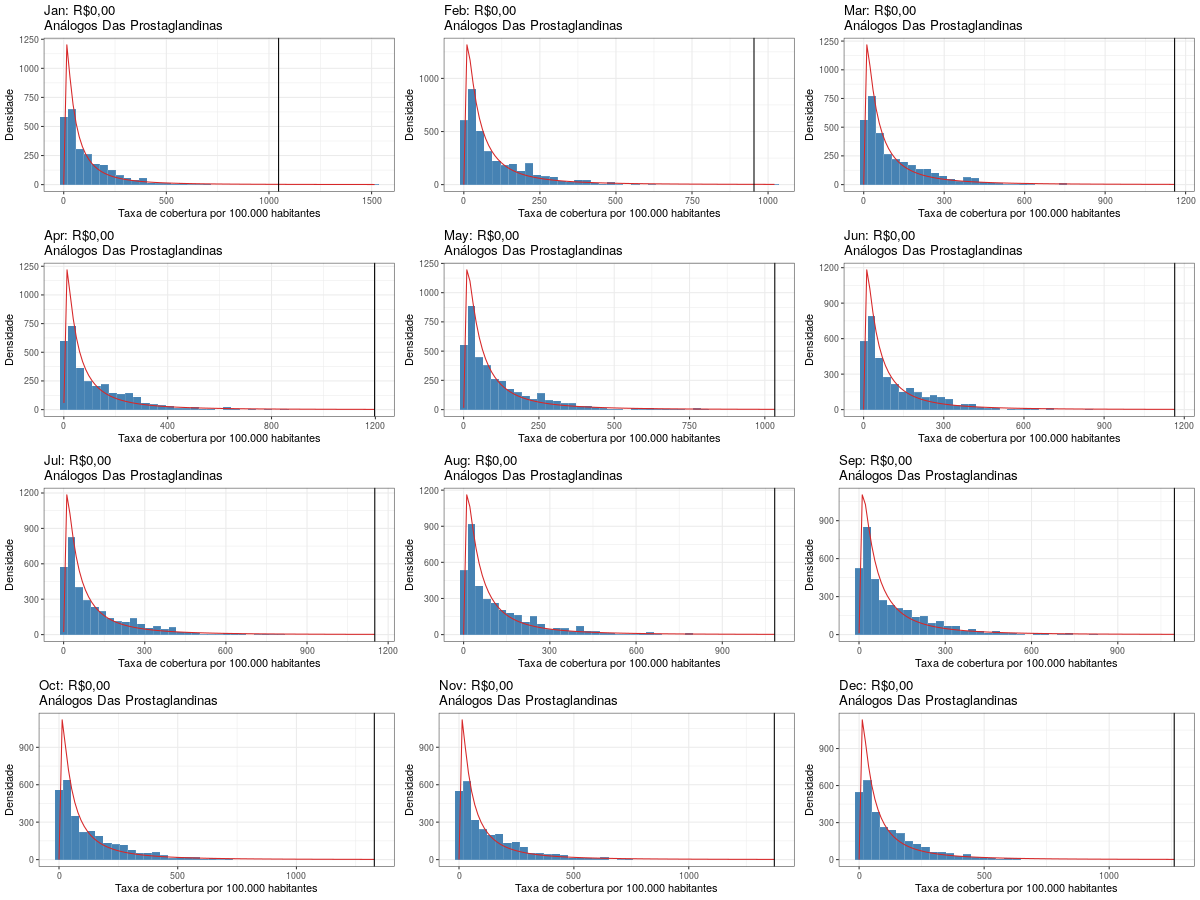 Jan: R$0,00
Análogos Das Prostaglandinas
Densidade
1250
1000
750
500
250
0
0 500 1000 1500
Taxa de cobertura por 100.000 habitantes
Feb: R$0,00
Análogos Das Prostaglandinas
Densidade
1000
500
0
0 250 500 750 1000
Taxa de cobertura por 100.000 habitantes
Mar: R$0,00
Análogos Das Prostaglandinas
Densidade
1250
1000
750
500
250
0
0 300 600 900 1200
Taxa de cobertura por 100.000 habitantes
Apr: R$0,00
Análogos Das Prostaglandinas
Densidade
1250
1000
750
500
250
0
0 400 800 1200
Taxa de cobertura por 100.000 habitantes
May: R$0,00
Análogos Das Prostaglandinas
Densidade
1250
1000
750
500
250
0
0 250 500 750 1000
Taxa de cobertura por 100.000 habitantes
Jun: R$0,00
Análogos Das Prostaglandinas
Densidade
1200
900
600
300
0
0 300 600 900 1200
Taxa de cobertura por 100.000 habitantes
Jul: R$0,00
Análogos Das Prostaglandinas
Densidade
1200
900
600
300
0
0 300 600 900 1200
Taxa de cobertura por 100.000 habitantes
Aug: R$0,00
Análogos Das Prostaglandinas
Densidade
1200
900
600
300
0
0 300 600 900
Taxa de cobertura por 100.000 habitantes
Sep: R$0,00
Análogos Das Prostaglandinas
Densidade
900
600
300
0
0 300 600 900
Taxa de cobertura por 100.000 habitantes
Oct: R$0,00
Análogos Das Prostaglandinas
Densidade
900
600
300
0
0 500 1000
Taxa de cobertura por 100.000 habitantes
Nov: R$0,00
Análogos Das Prostaglandinas
Densidade
900
600
300
0
0 500 1000
Taxa de cobertura por 100.000 habitantes
Dec: R$0,00
Análogos Das Prostaglandinas
Densidade
900
600
300
0
0 500 1000
Taxa de cobertura por 100.000 habitantes